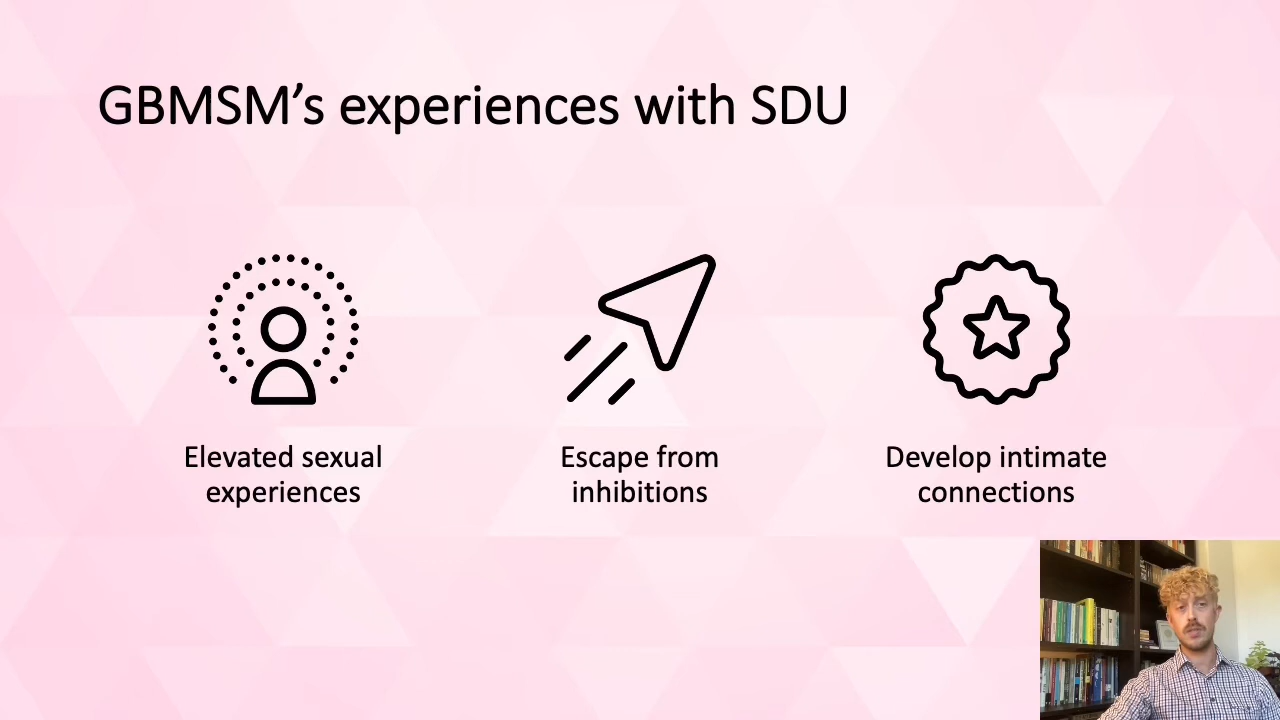 GBMSM’s experiences with SDU
Elevated sexual
experiences
Escape from
inhibitions
Develop intimate
connections